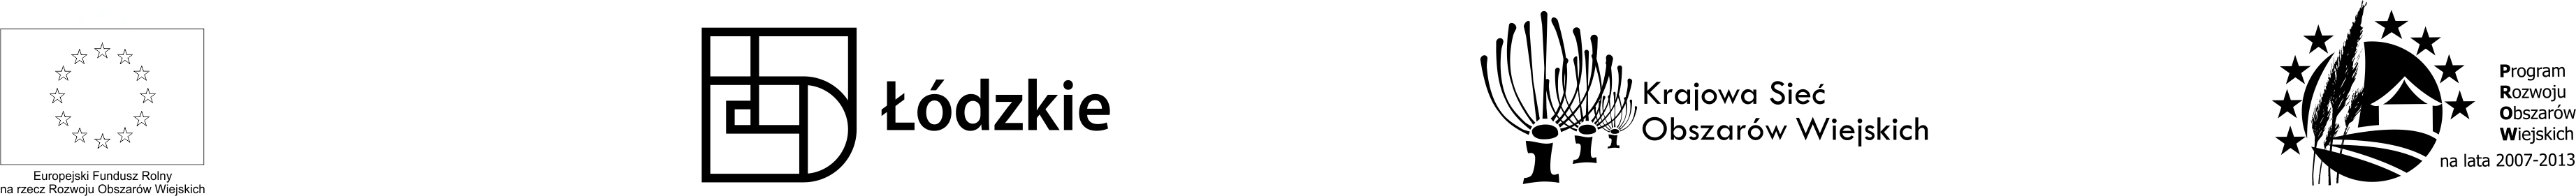 Europejski Fundusz Rolny
na rzecz Rozwoju Obszarów Wiejskich
Łódzkie
Krajowa Sieć
Obszarów Wiejskich
Program
Rozwoju
Obszarów
Wiejskich
na lata 2007-2013